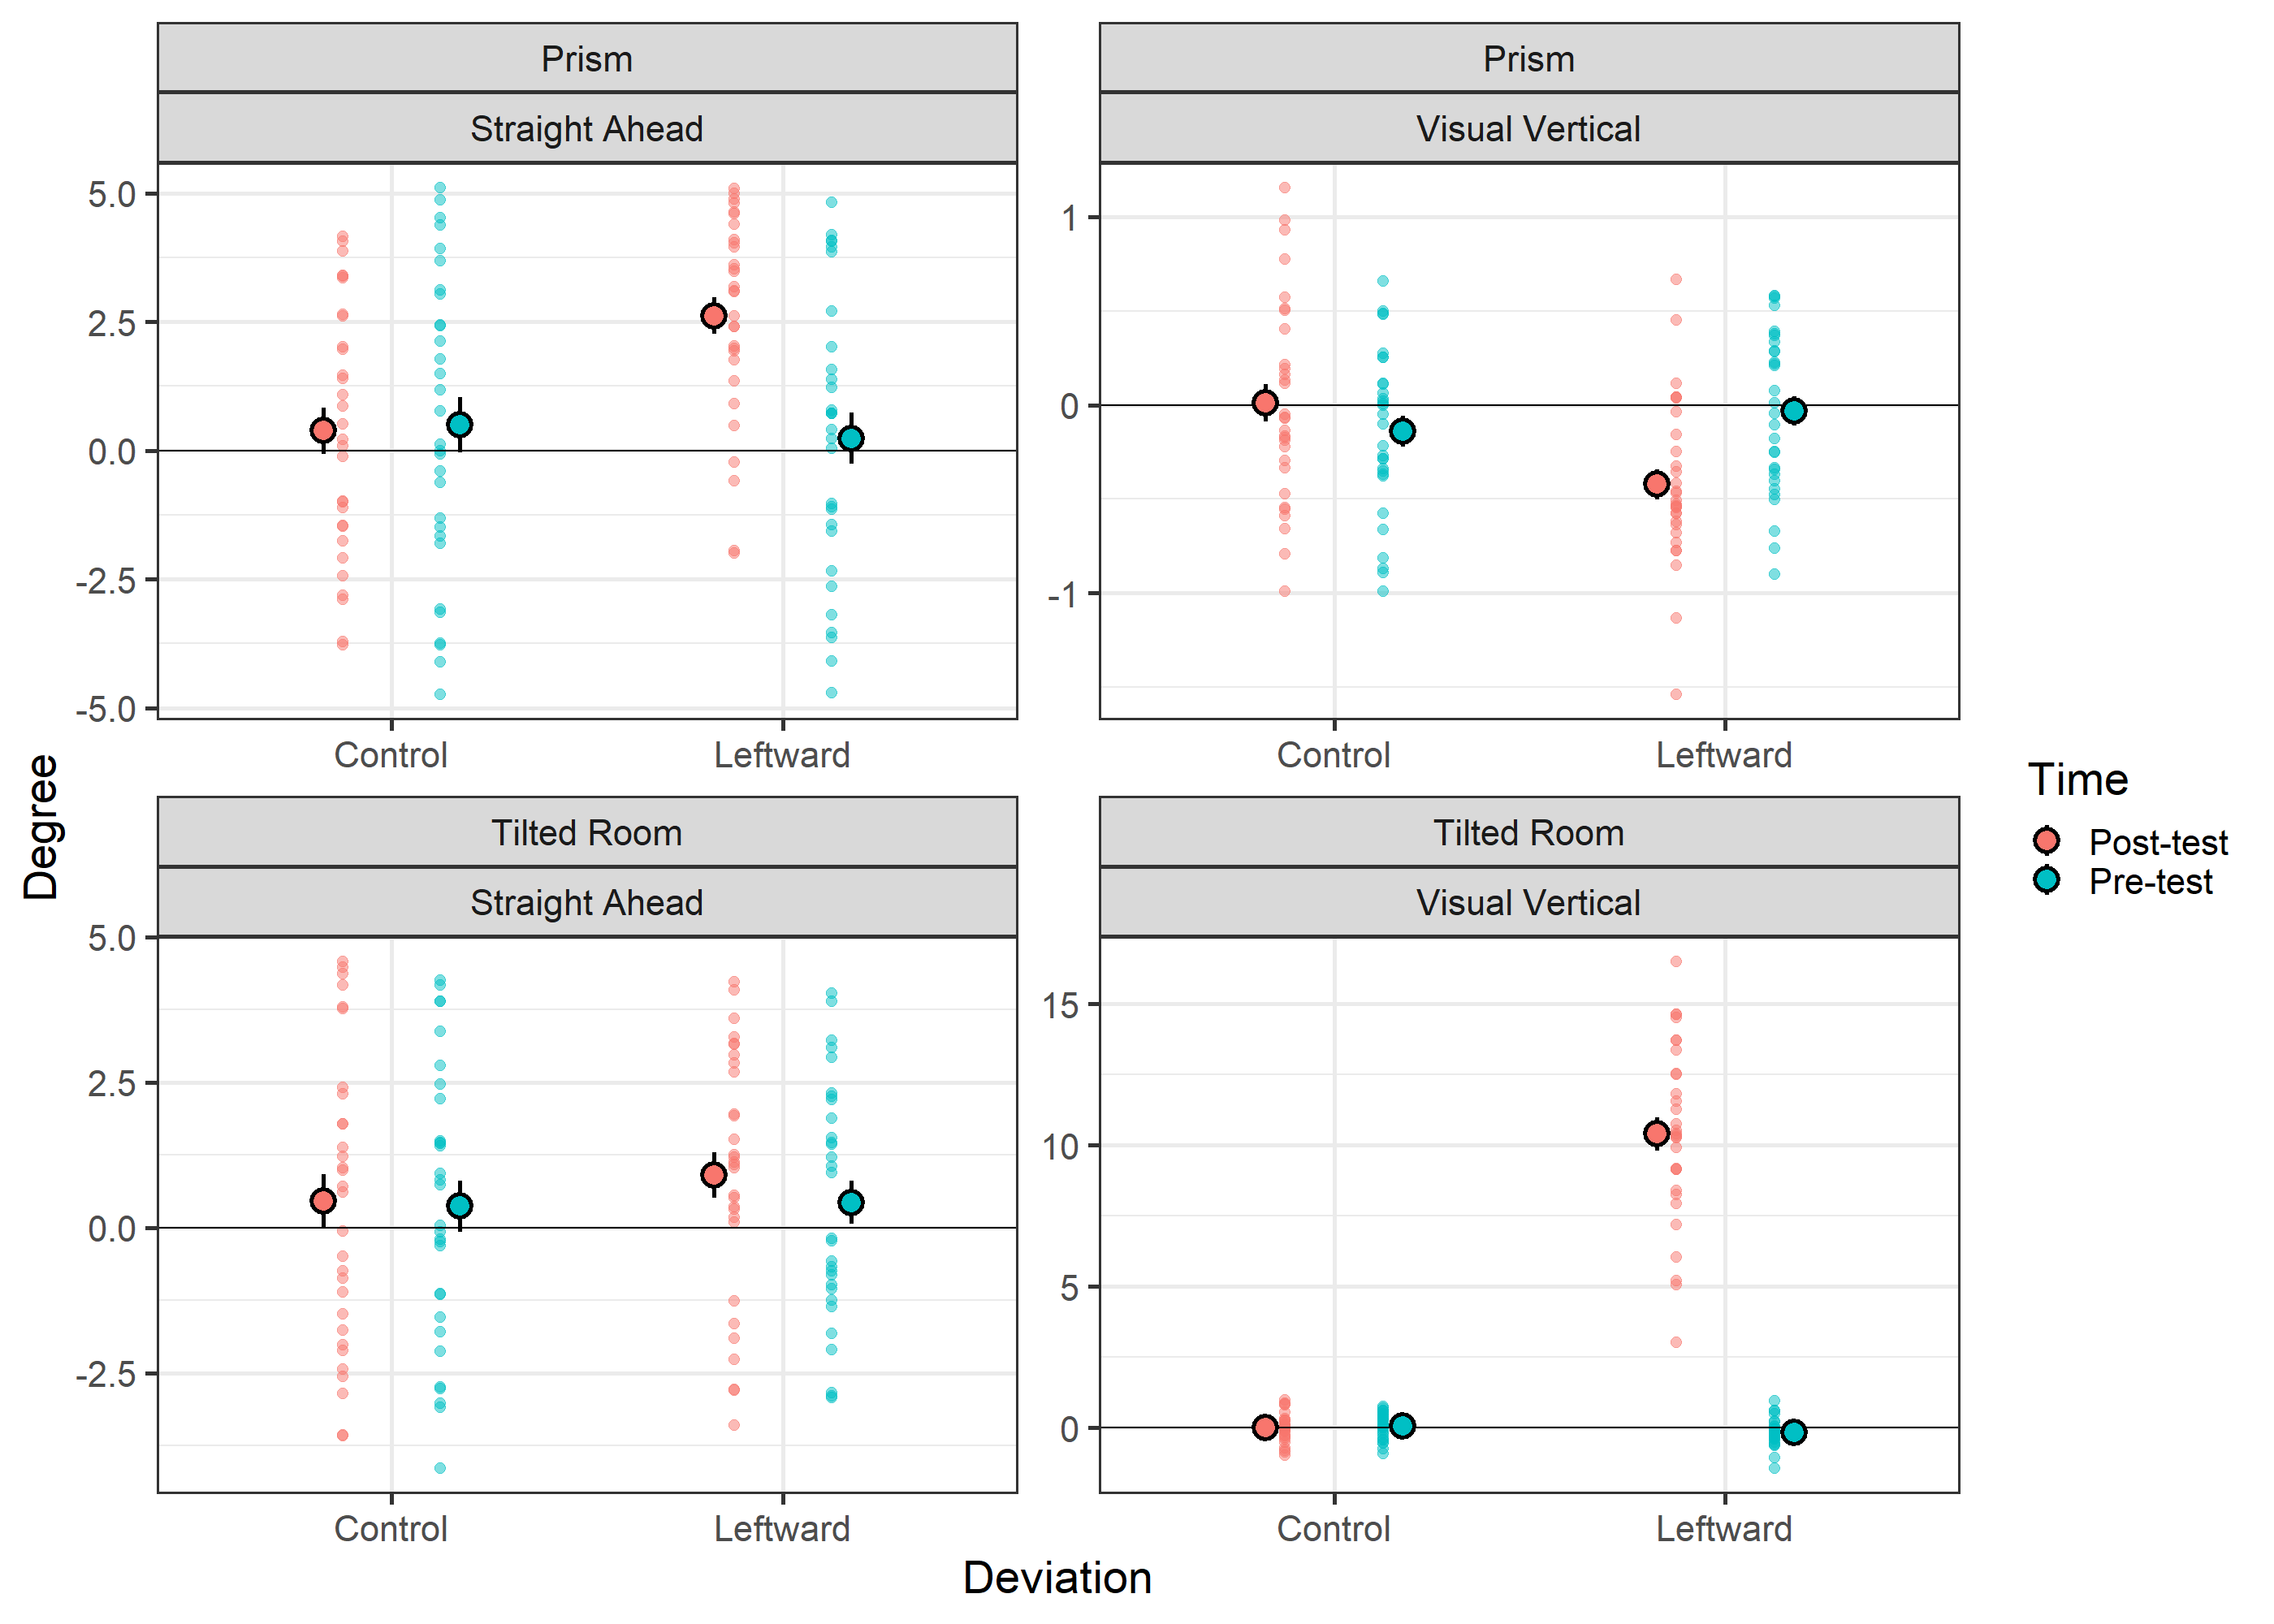 Prism
Straight Ahead
5.0
2.5
0.0
-2.5
-5.0
Control Leftward
Prism
Visual Vertical
1
0
-1
Control Leftward
Tilted Room
Straight Ahead
5.0
2.5
0.0
-2.5
Control Leftward
Tilted Room
Visual Vertical
15
10
5
0
Control Leftward
Degree
Deviation
Time
Post-test
Pre-test